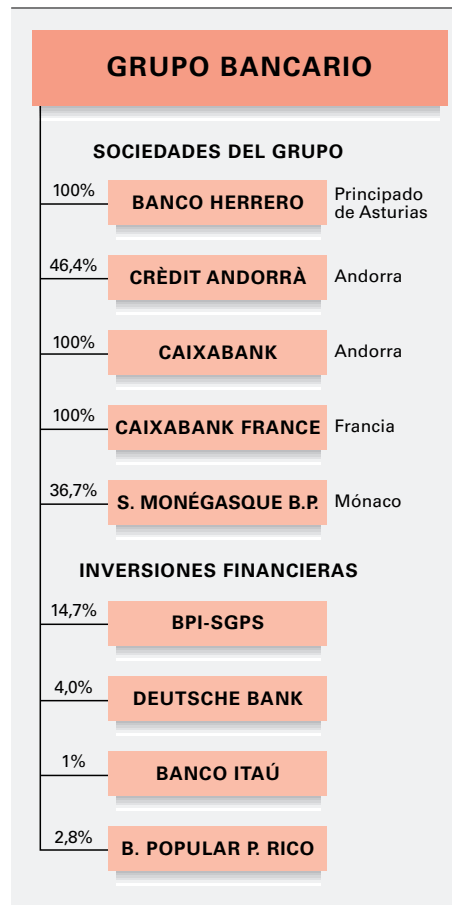 GRUPO BANCARIO
SOCIEDADES DEL GRUPO
100%
BANCO HERRERO
Principado
de Asturias
46,4%
CRÈDIT ANDORRÀ
Andorra
100%
CAIXABANK
Andorra
100%
CAIXABANK FRANCE
Francia
36,7%
S. MONÉGASQUE B.P.
Mónaco
INVERSIONES FINANCIERAS
14,7%
BPI-SGPS
4,0%
DEUTSCHE BANK
1%
BANCO ITAÚ
2,8%
B. POPULAR P. RICO